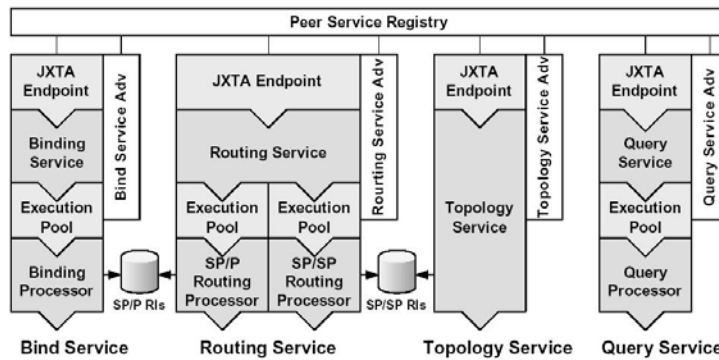 Peer Service Registry
JXTA
Endpoint
Binding
Service
Execution
Pool
Binding
Processor
Bind Service Adv
SP/P RIs
Bind Service
JXTA Endpoint
Routing Service
Execution
Pool
Execution
Pool
SP/P
Routing
Processor
SP/SP
Routing
Processor
Rourting Service Adv
SP/SP RIs
Routing Service
JXTA
Endpoint
Topology
Service
Topology Service Adv
Topology Service
JXTA
Endpoint
Query
Service
Execution
Pool
Query
Processor
Query Service Adv
Query Service